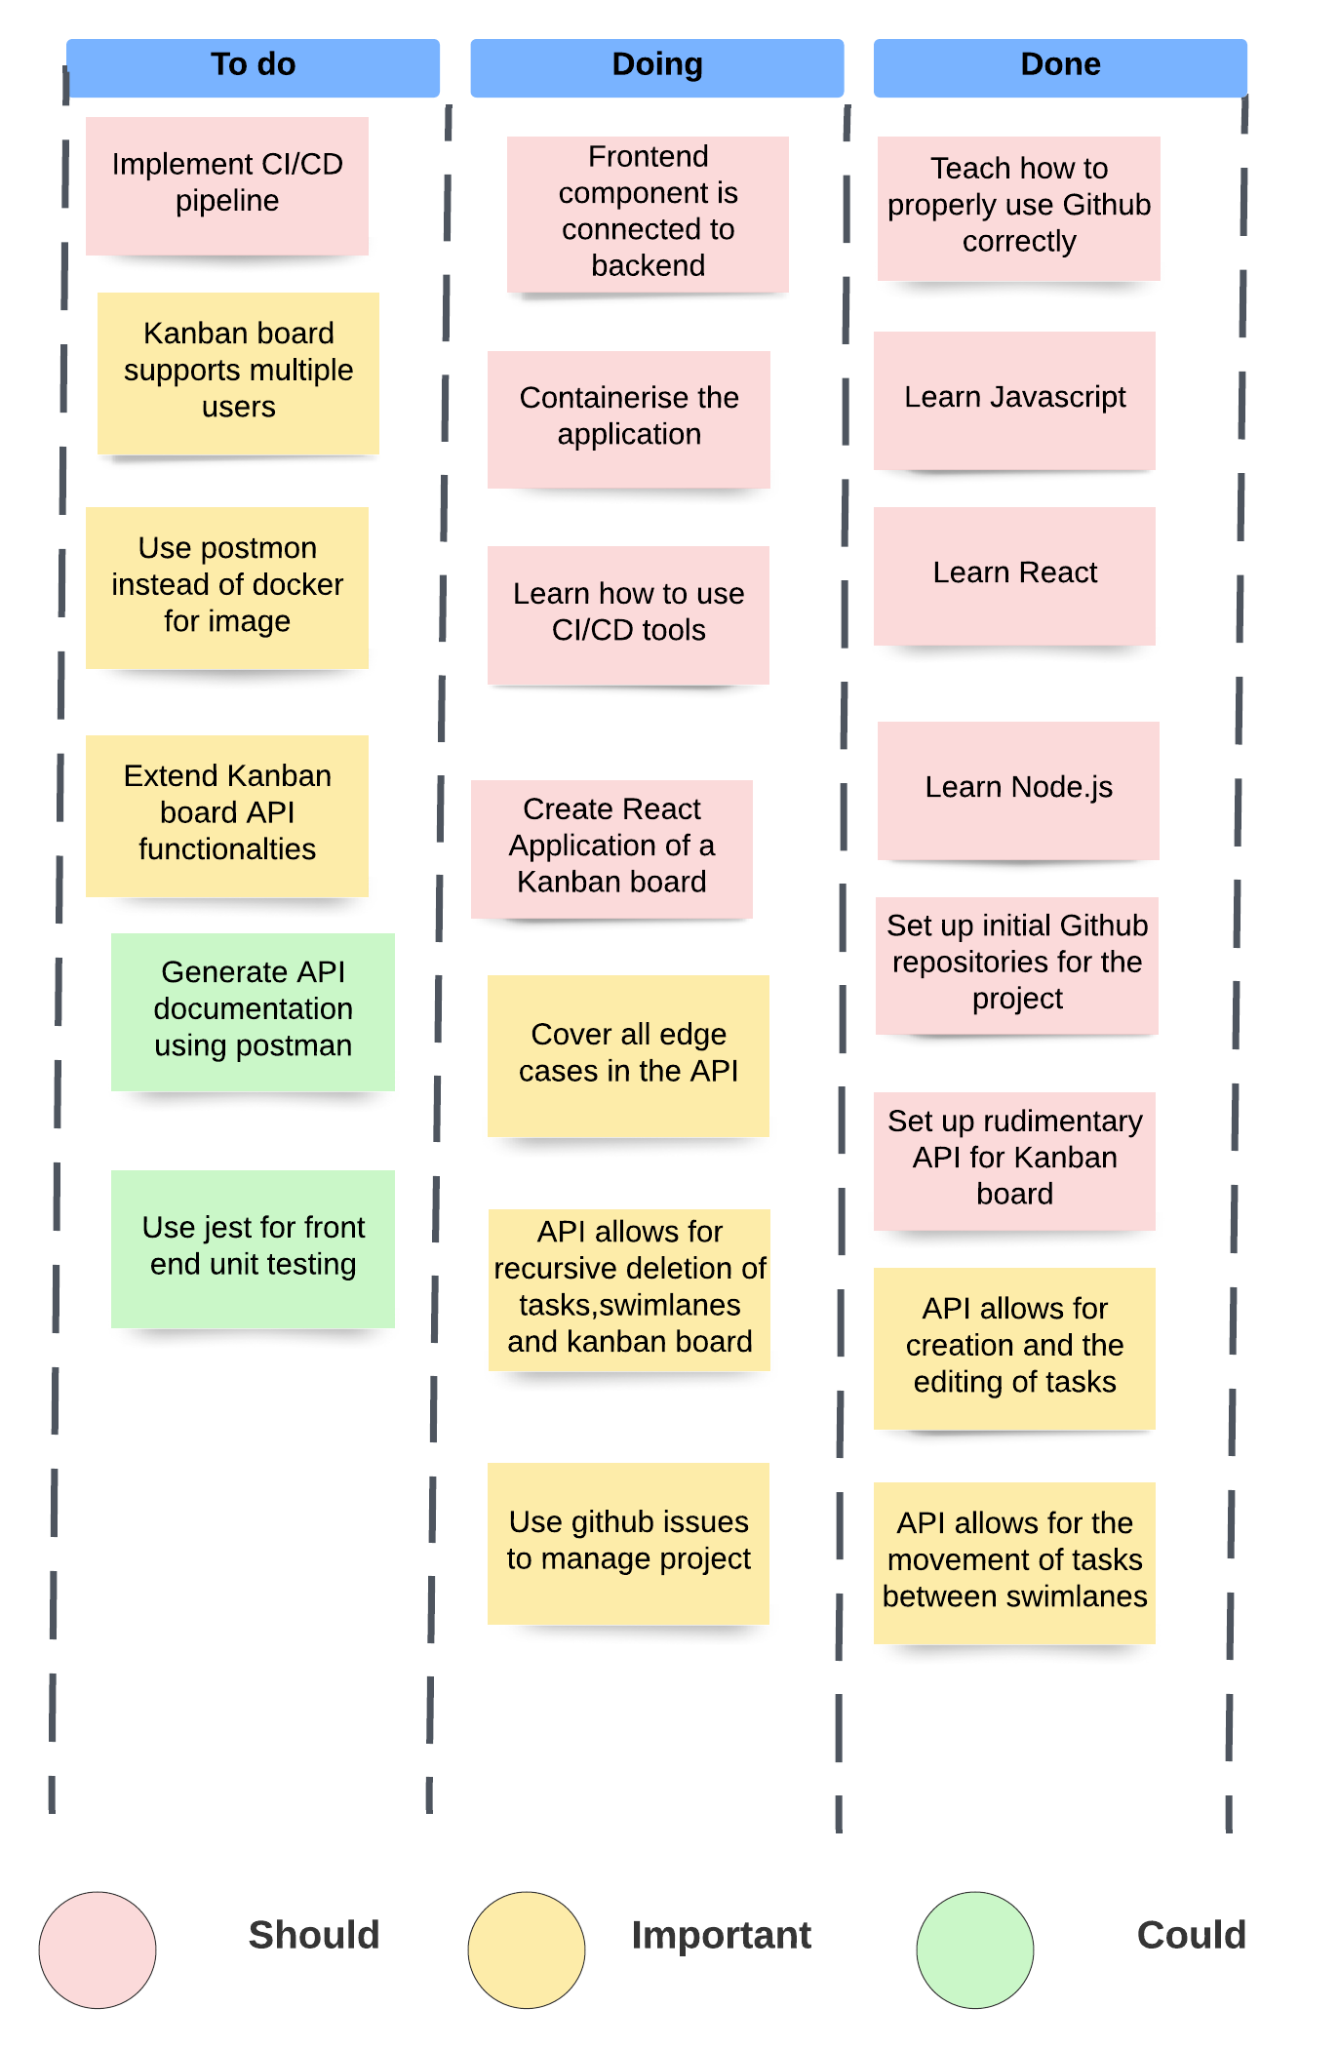 To do
Implement CI/CD
pipeline
Kanban board
supports multiple
users
Use postmon
instead of docker
for image
Extend Kanban
board API
functionalties
Generate API
documentation
using postman
Use jest for front
end unit testing
Doing
Frontend
component is
connected to
backend
Containerise the
application
Learn how to use
CI/CD tools
Create React
Application of a
Kanban board
Cover all edge
cases in the API
API allows for
recursive deletion of
tasks,swimlanes
and kanban board
Use github issues
to manage project
Done
Teach how to
properly use Github
correctly
Learn Javascript
Learn React
Learn Node.js
Set up initial Github
repositories for the
project
Set up rudimentary
API for Kanban
board
API allows for
creation and the
editing of tasks
API allows for the
movement of tasks
between swimlanes
Should
Important
Could